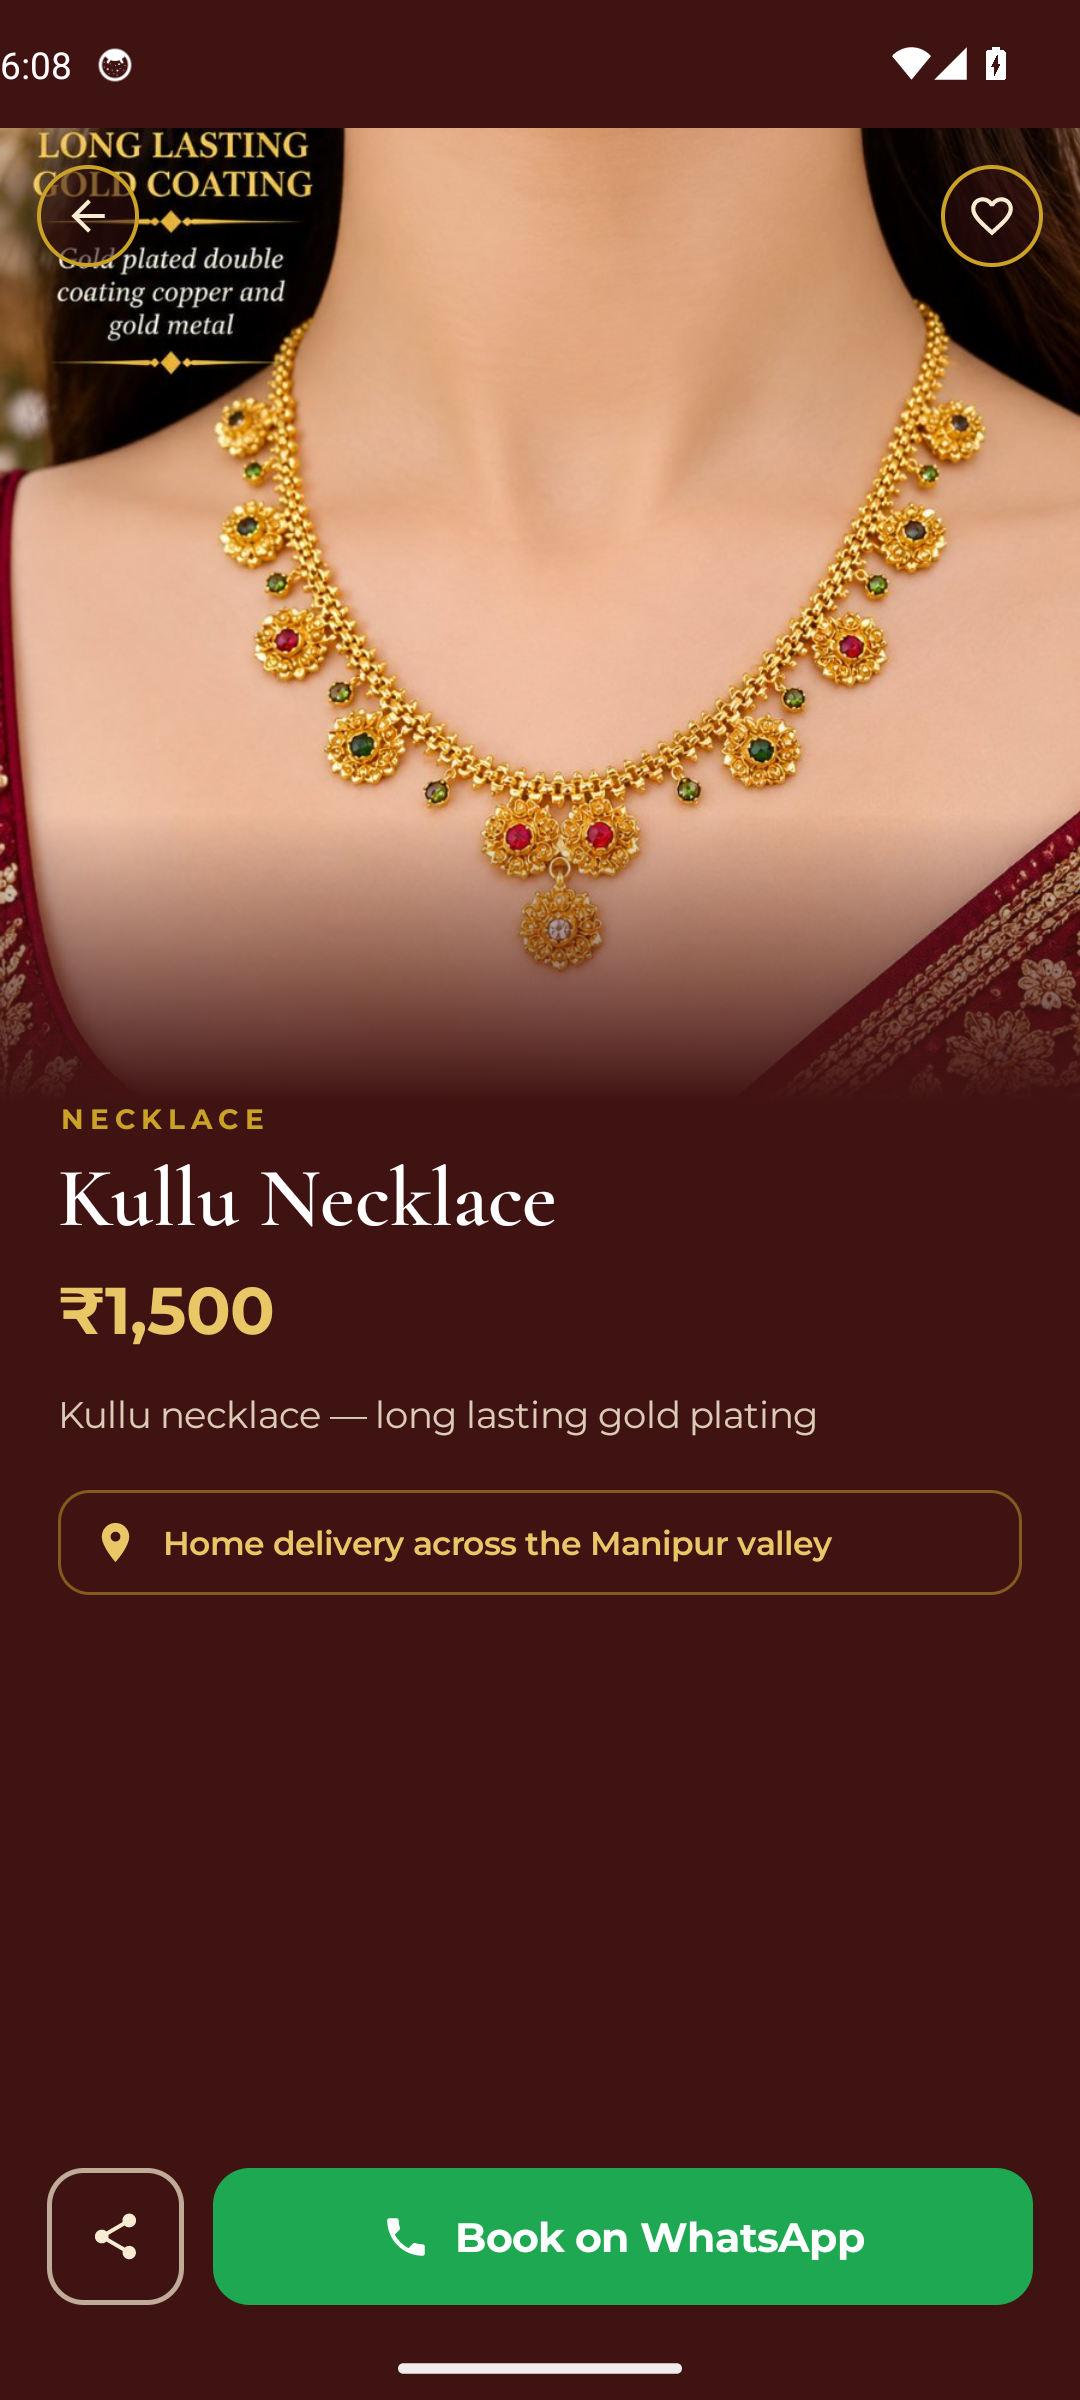 6:08
LONG LASTING
GOLD COATING
Gold plated double
coating copper and
gold metal
NECKLACE
Kullu Necklace
₹1,500
Kullu necklace — long lasting gold plating
Home delivery across the Manipur valley
Book on WhatsApp